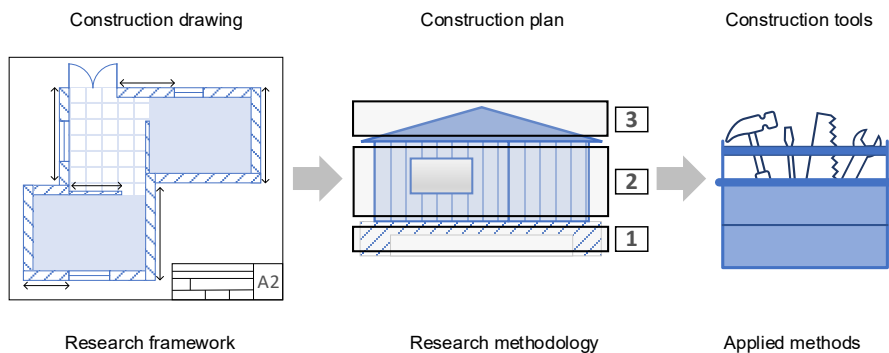 Construction drawing
Construction plan
Construction tools
3
2
1
A2
Research framework
Research methodology
Applied methods